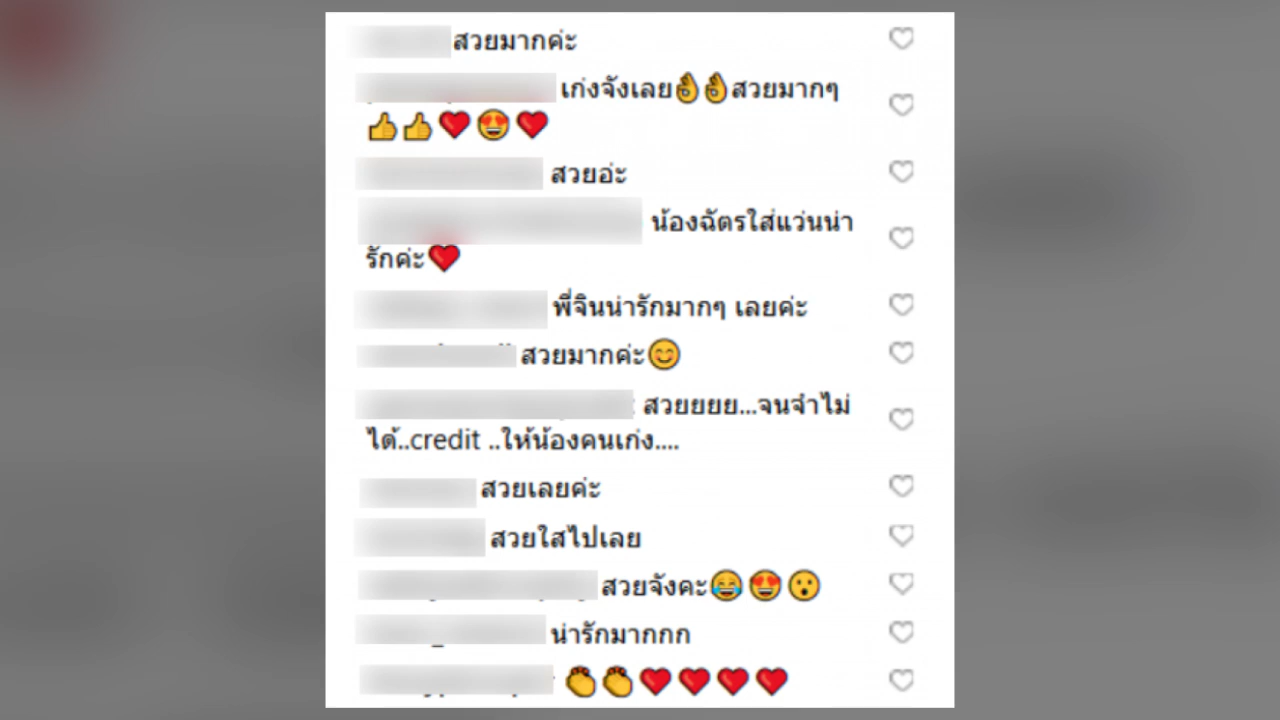 สวยมากค่ะ
เก่งจังเลย👌👌สวยมากๆ
👍👍❤️😍❤️
สวยอ่ะ
น้องฉัตรใส่แว่นน่า
รักค่ะ❤️
พี่จินน่ารักมากๆ เลยค่ะ
สวยมากค่ะ😊
สวยยยย...จนจำไม่
ได้..credit ..ให้น้องคนเก่ง....
สวยเลยค่ะ
สวยใสไปเลย
สวยจังคะ😂😍😮
น่ารักมากกก
👏👏❤️❤️❤️❤️